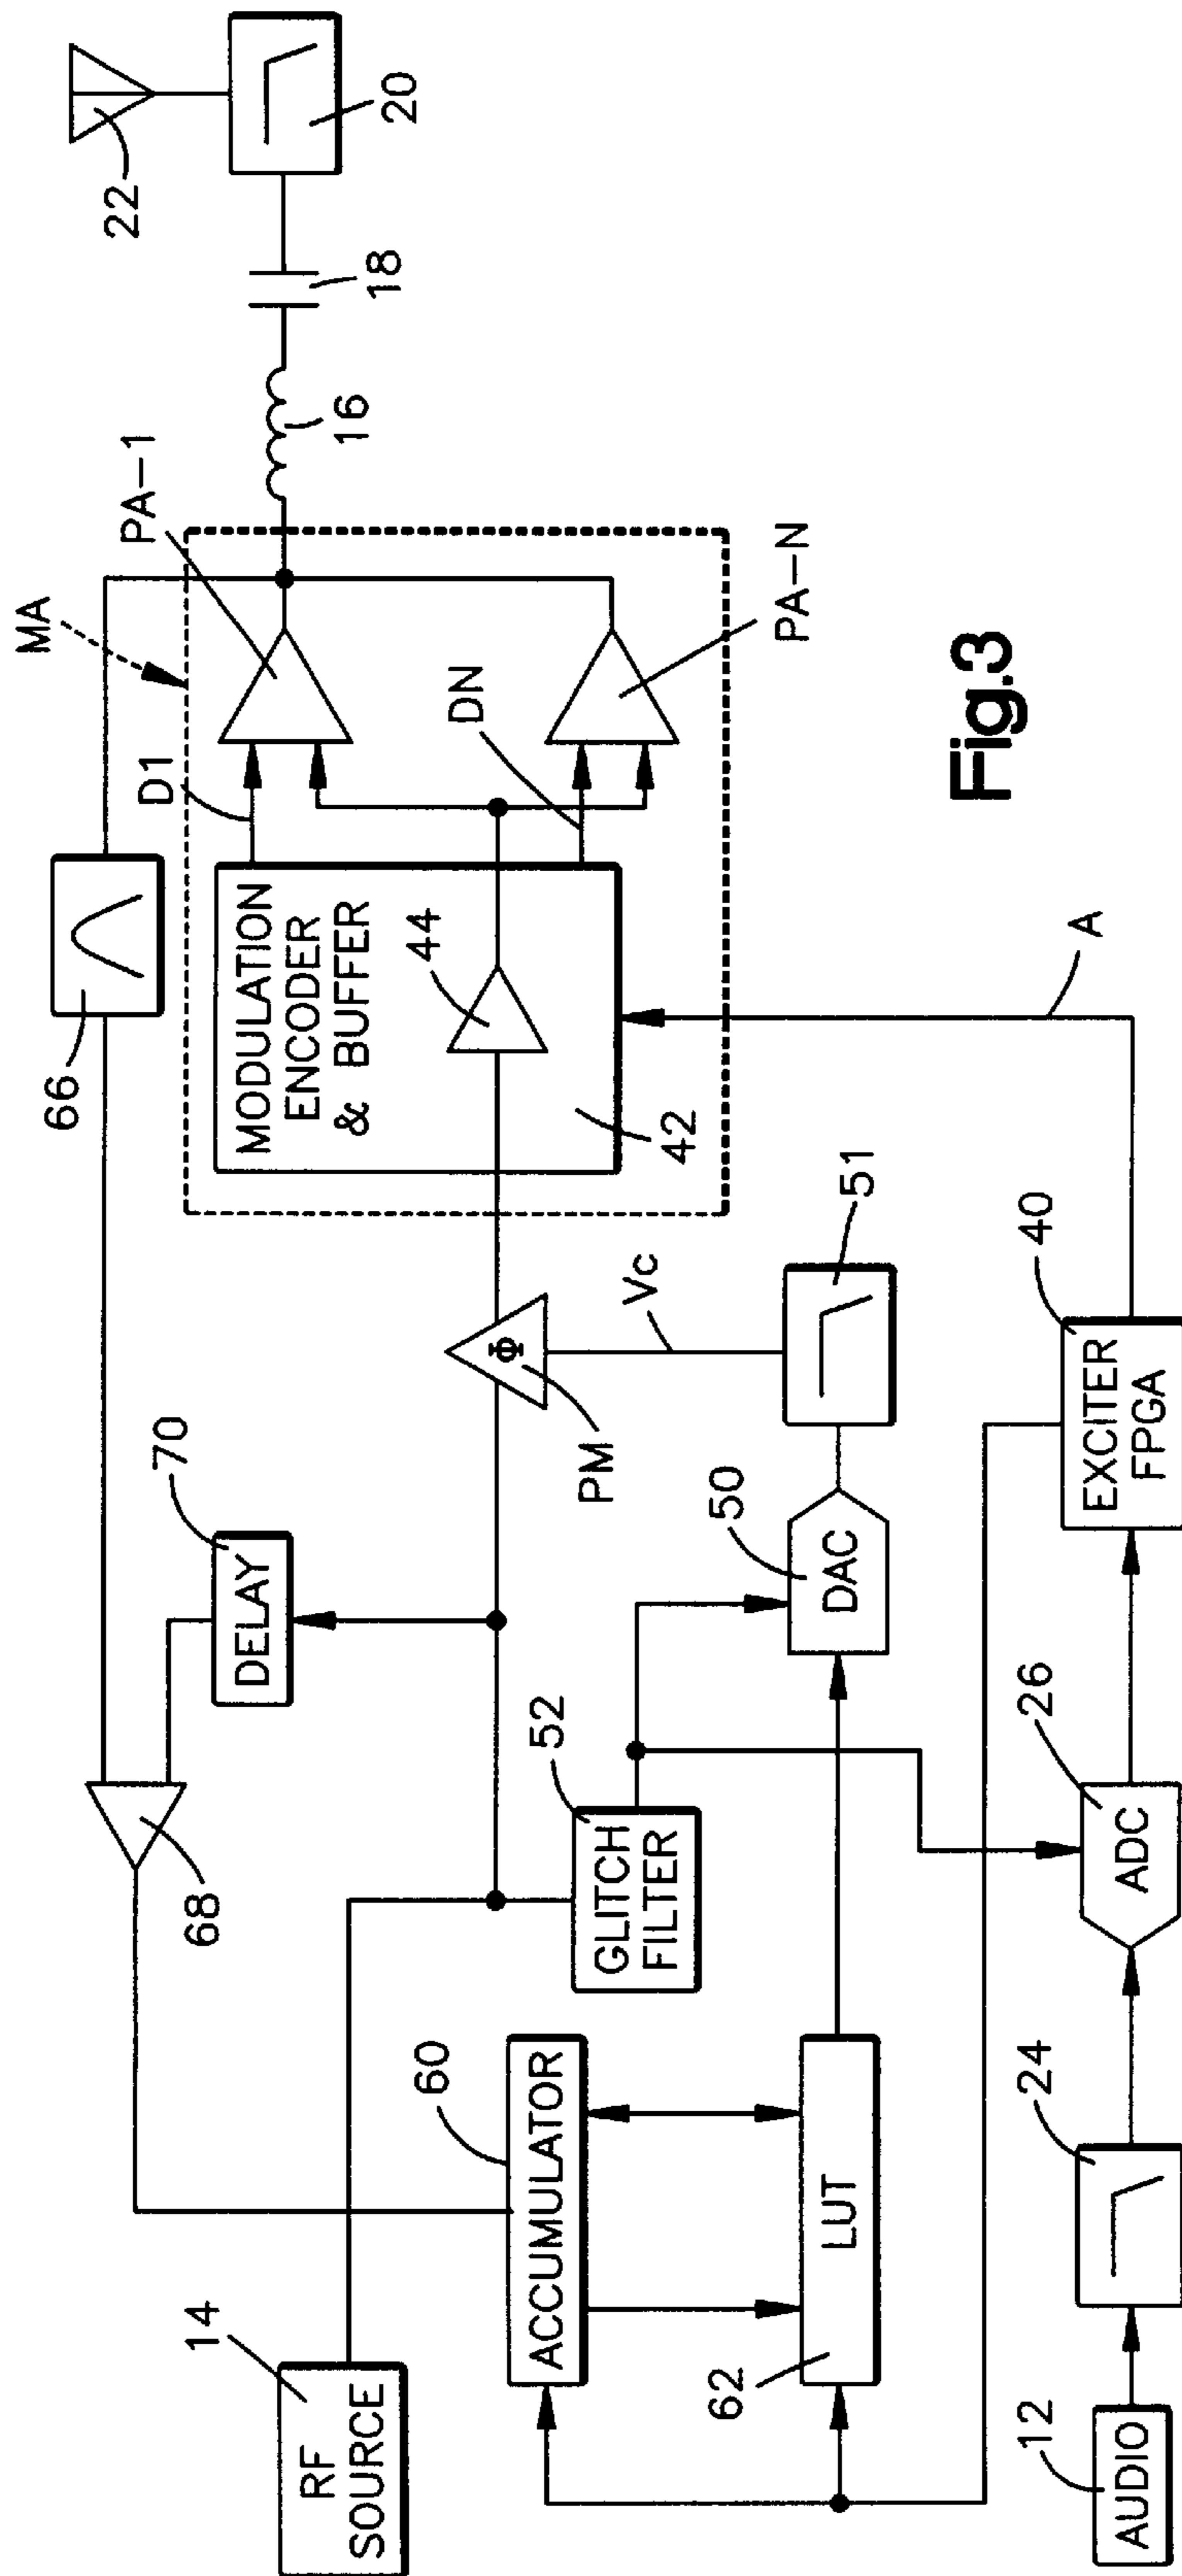 22
20
18
16
PA-1
MA
PA-N
D1
DN
66
MODULATION
ENCODER
& BUFFER
44
42
A
70
DELAY
Φ
PM
Vc
51
68
52
GLITCH
FILTER
50
DAC
40
EXCITER
FPGA
14
RF
SOURCE
60
ACCUMULATOR
62
LUT
26
ADC
24
12
AUDIO
Fig.3